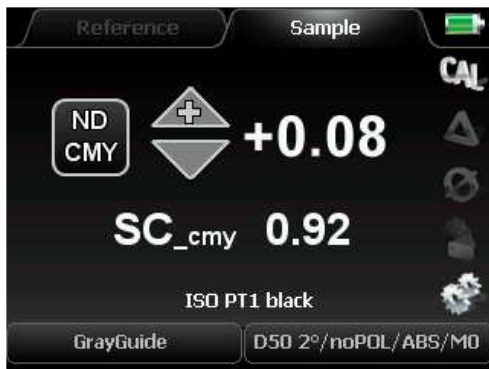 Reference Sample
CAL
ND
CMY
+0.08
SC_cmy 0.92
ISO PT1 black
GrayGuide D50 2°/noPOL/ABS/M0